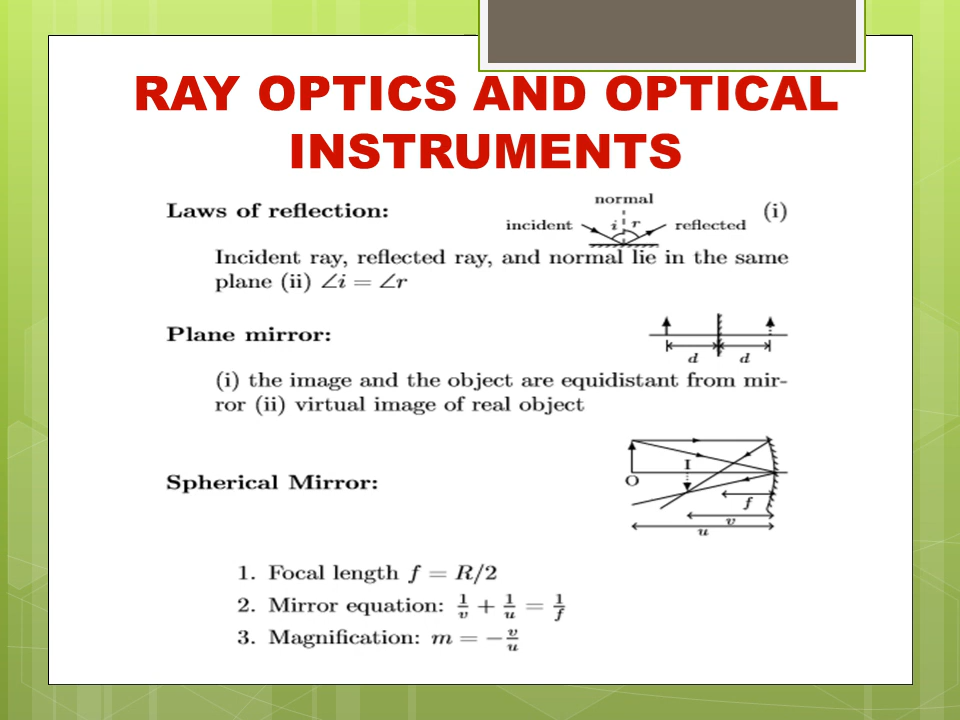 RAY OPTICS AND OPTICAL
INSTRUMENTS
normal
Laws of reflection:
incident i r reflected (i)
Incident ray, reflected ray, and normal lie in the same
plane (ii) ∠i = ∠r
Plane mirror:
d d
(i) the image and the object are equidistant from mir-
ror (ii) virtual image of real object
Spherical Mirror:
I
O
f
v
u
1. Focal length f = R/2
2. Mirror equation: 1/v + 1/u = 1/f
3. Magnification: m = −v/u